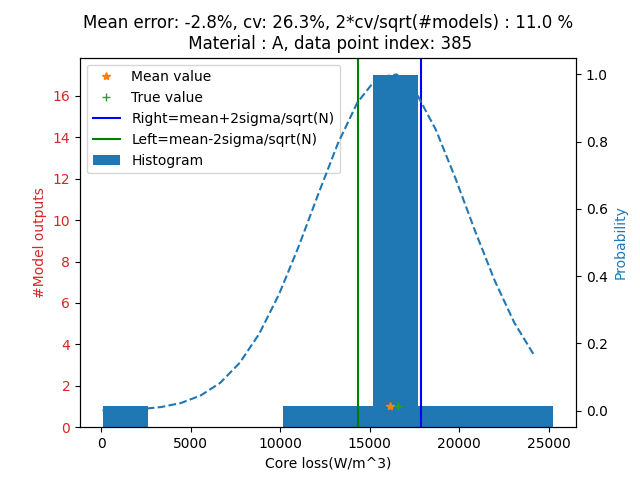 Mean error: -2.8%, cv: 26.3%, 2*cv/sqrt(#models) : 11.0 %
Material : A, data point index: 385
Mean value
True value
Right=mean+2sigma/sqrt(N)
Left=mean-2sigma/sqrt(N)
Histogram
#Model outputs
16
14
12
10
8
6
4
2
0
1.0
0.8
0.6
0.4
0.2
0.0
Probability
0
5000
10000
15000
20000
25000
Core loss(W/m^3)